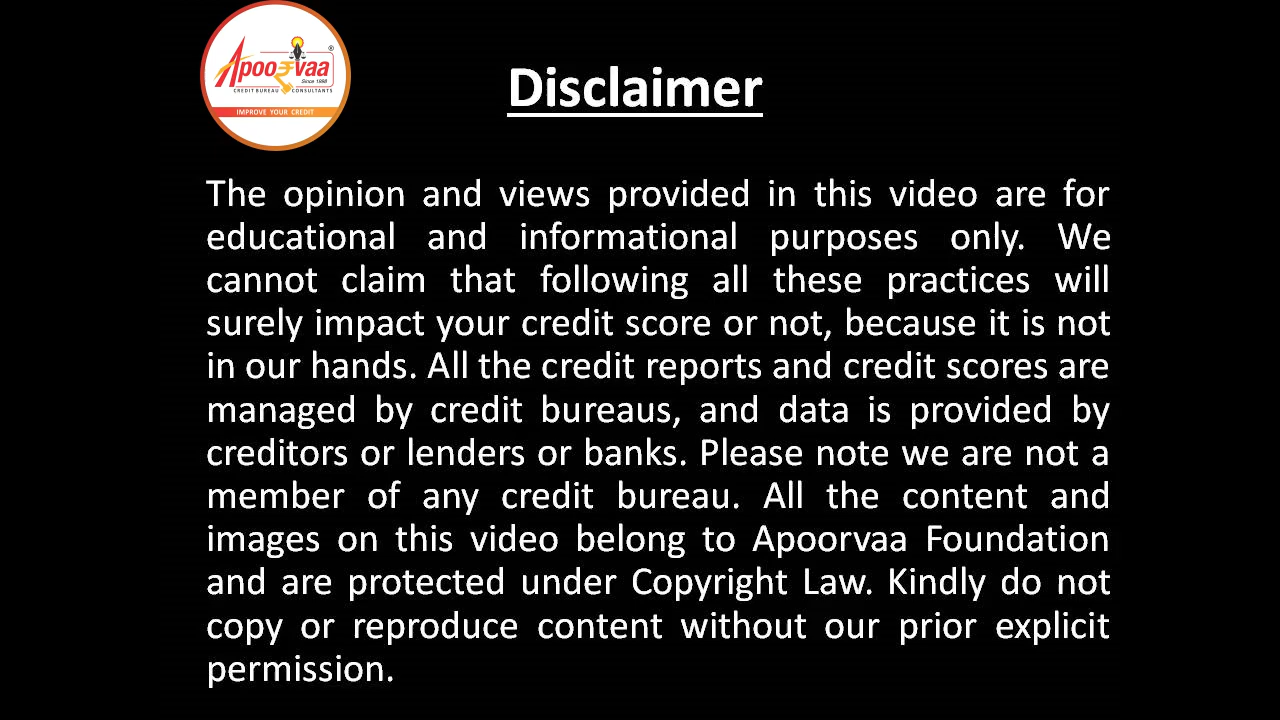 Apoorvaa
®
Since 1998
CREDIT BUREAU CONSULTANTS
IMPROVE YOUR CREDIT
Disclaimer
The opinion and views provided in this video are for
educational and informational purposes only. We
cannot claim that following all these practices will
surely impact your credit score or not, because it is not
in our hands. All the credit reports and credit scores are
managed by credit bureaus, and data is provided by
creditors or lenders or banks. Please note we are not a
member of any credit bureau. All the content and
images on this video belong to Apoorvaa Foundation
and are protected under Copyright Law. Kindly do not
copy or reproduce content without our prior explicit
permission.